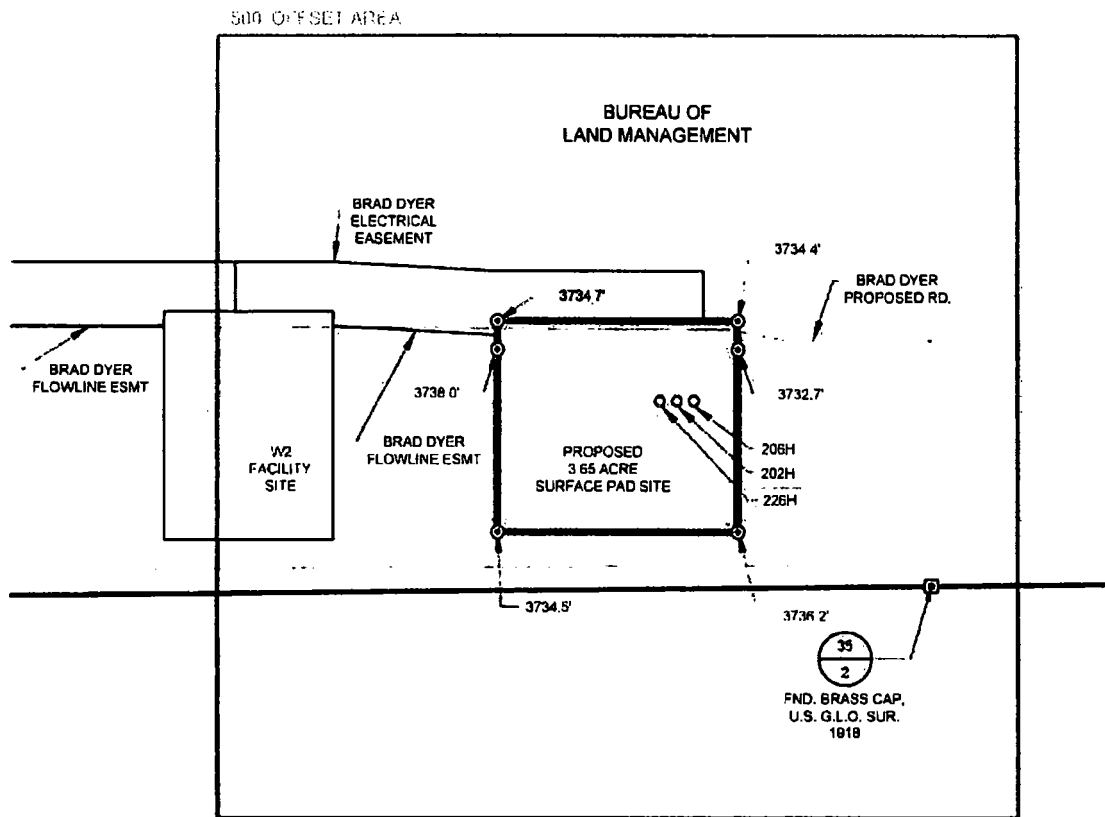 500' OFFSET AREA
BUREAU OF
LAND MANAGEMENT
BRAD DYER
ELECTRICAL
EASEMENT
3734.4'
3734.7'
BRAD DYER
PROPOSED RD.
BRAD DYER
FLOWLINE ESMT
3738.0'
3732.7'
BRAD DYER
FLOWLINE ESMT
W2
FACILITY
SITE
PROPOSED
3.65 ACRE
SURFACE PAD SITE
206H
202H
226H
3734.5'
3736.2'
35
2
FND. BRASS CAP,
U.S. G.L.O. SUR.
1918